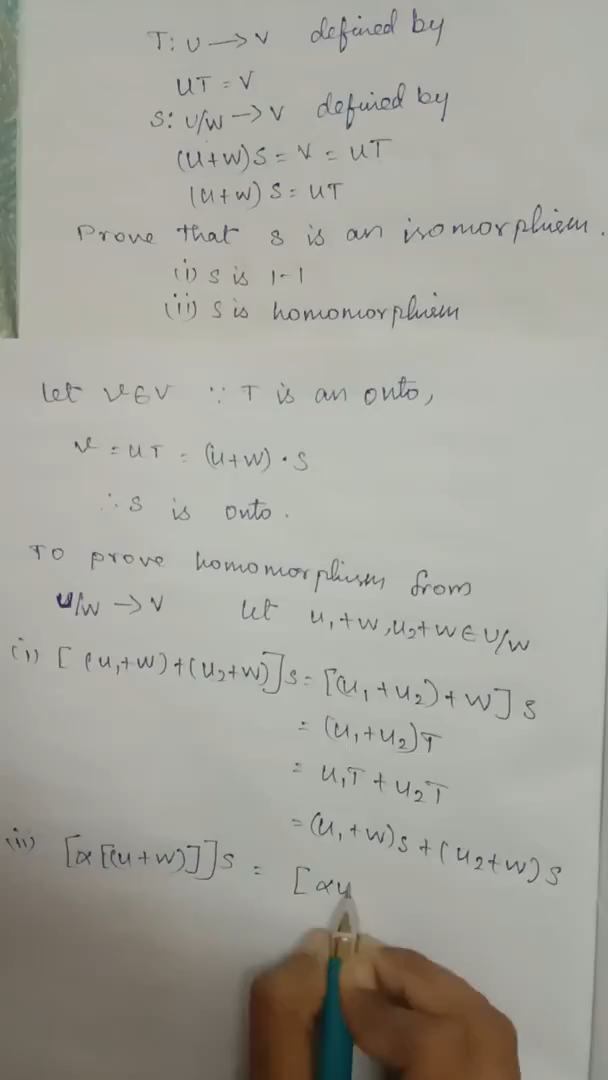 T: U → V defined by
UT = V
S: U/W → V defined by
(U+W)S = V = UT
(U+W) S = UT
Prove that S is an isomorphism.
(i) S is 1-1
(ii) S is homomorphism
Let v∈V ∵ T is an onto,
v = UT = (U+W) · S
∴ S is onto.
To prove homomorphism from
U/W → V Let u₁+W, u₂+W ∈ U/W
(i) [(u₁+W)+(u₂+W)]S = [(u₁+u₂)+W] S
= (u₁+u₂)T
= u₁T + u₂T
= (u₁+W)S + (u₂+W) S
(ii) [α[(u+W)]]S = [αu